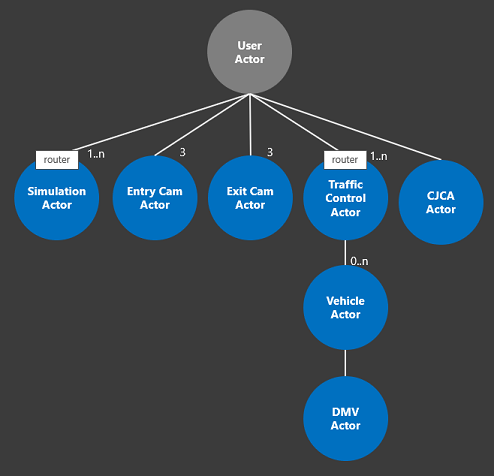 User
Actor
1..n
3
3
1..n
router
router
Simulation
Actor
Entry Cam
Actor
Exit Cam
Actor
Traffic
Control
Actor
CJCA
Actor
0..n
Vehicle
Actor
DMV
Actor